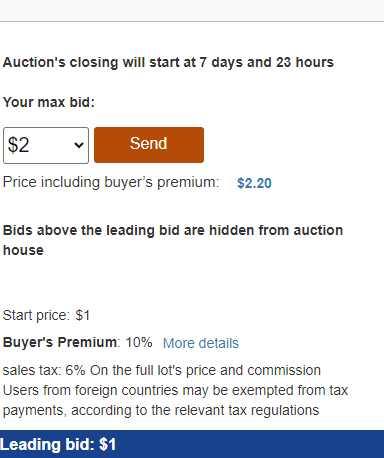 Auction's closing will start at 7 days and 23 hours
Your max bid:
$2 Send
Price including buyer’s premium: $2.20
Bids above the leading bid are hidden from auction
house
Start price: $1
Buyer's Premium: 10% More details
sales tax: 6% On the full lot's price and commission
Users from foreign countries may be exempted from tax
payments, according to the relevant tax regulations
Leading bid: $1